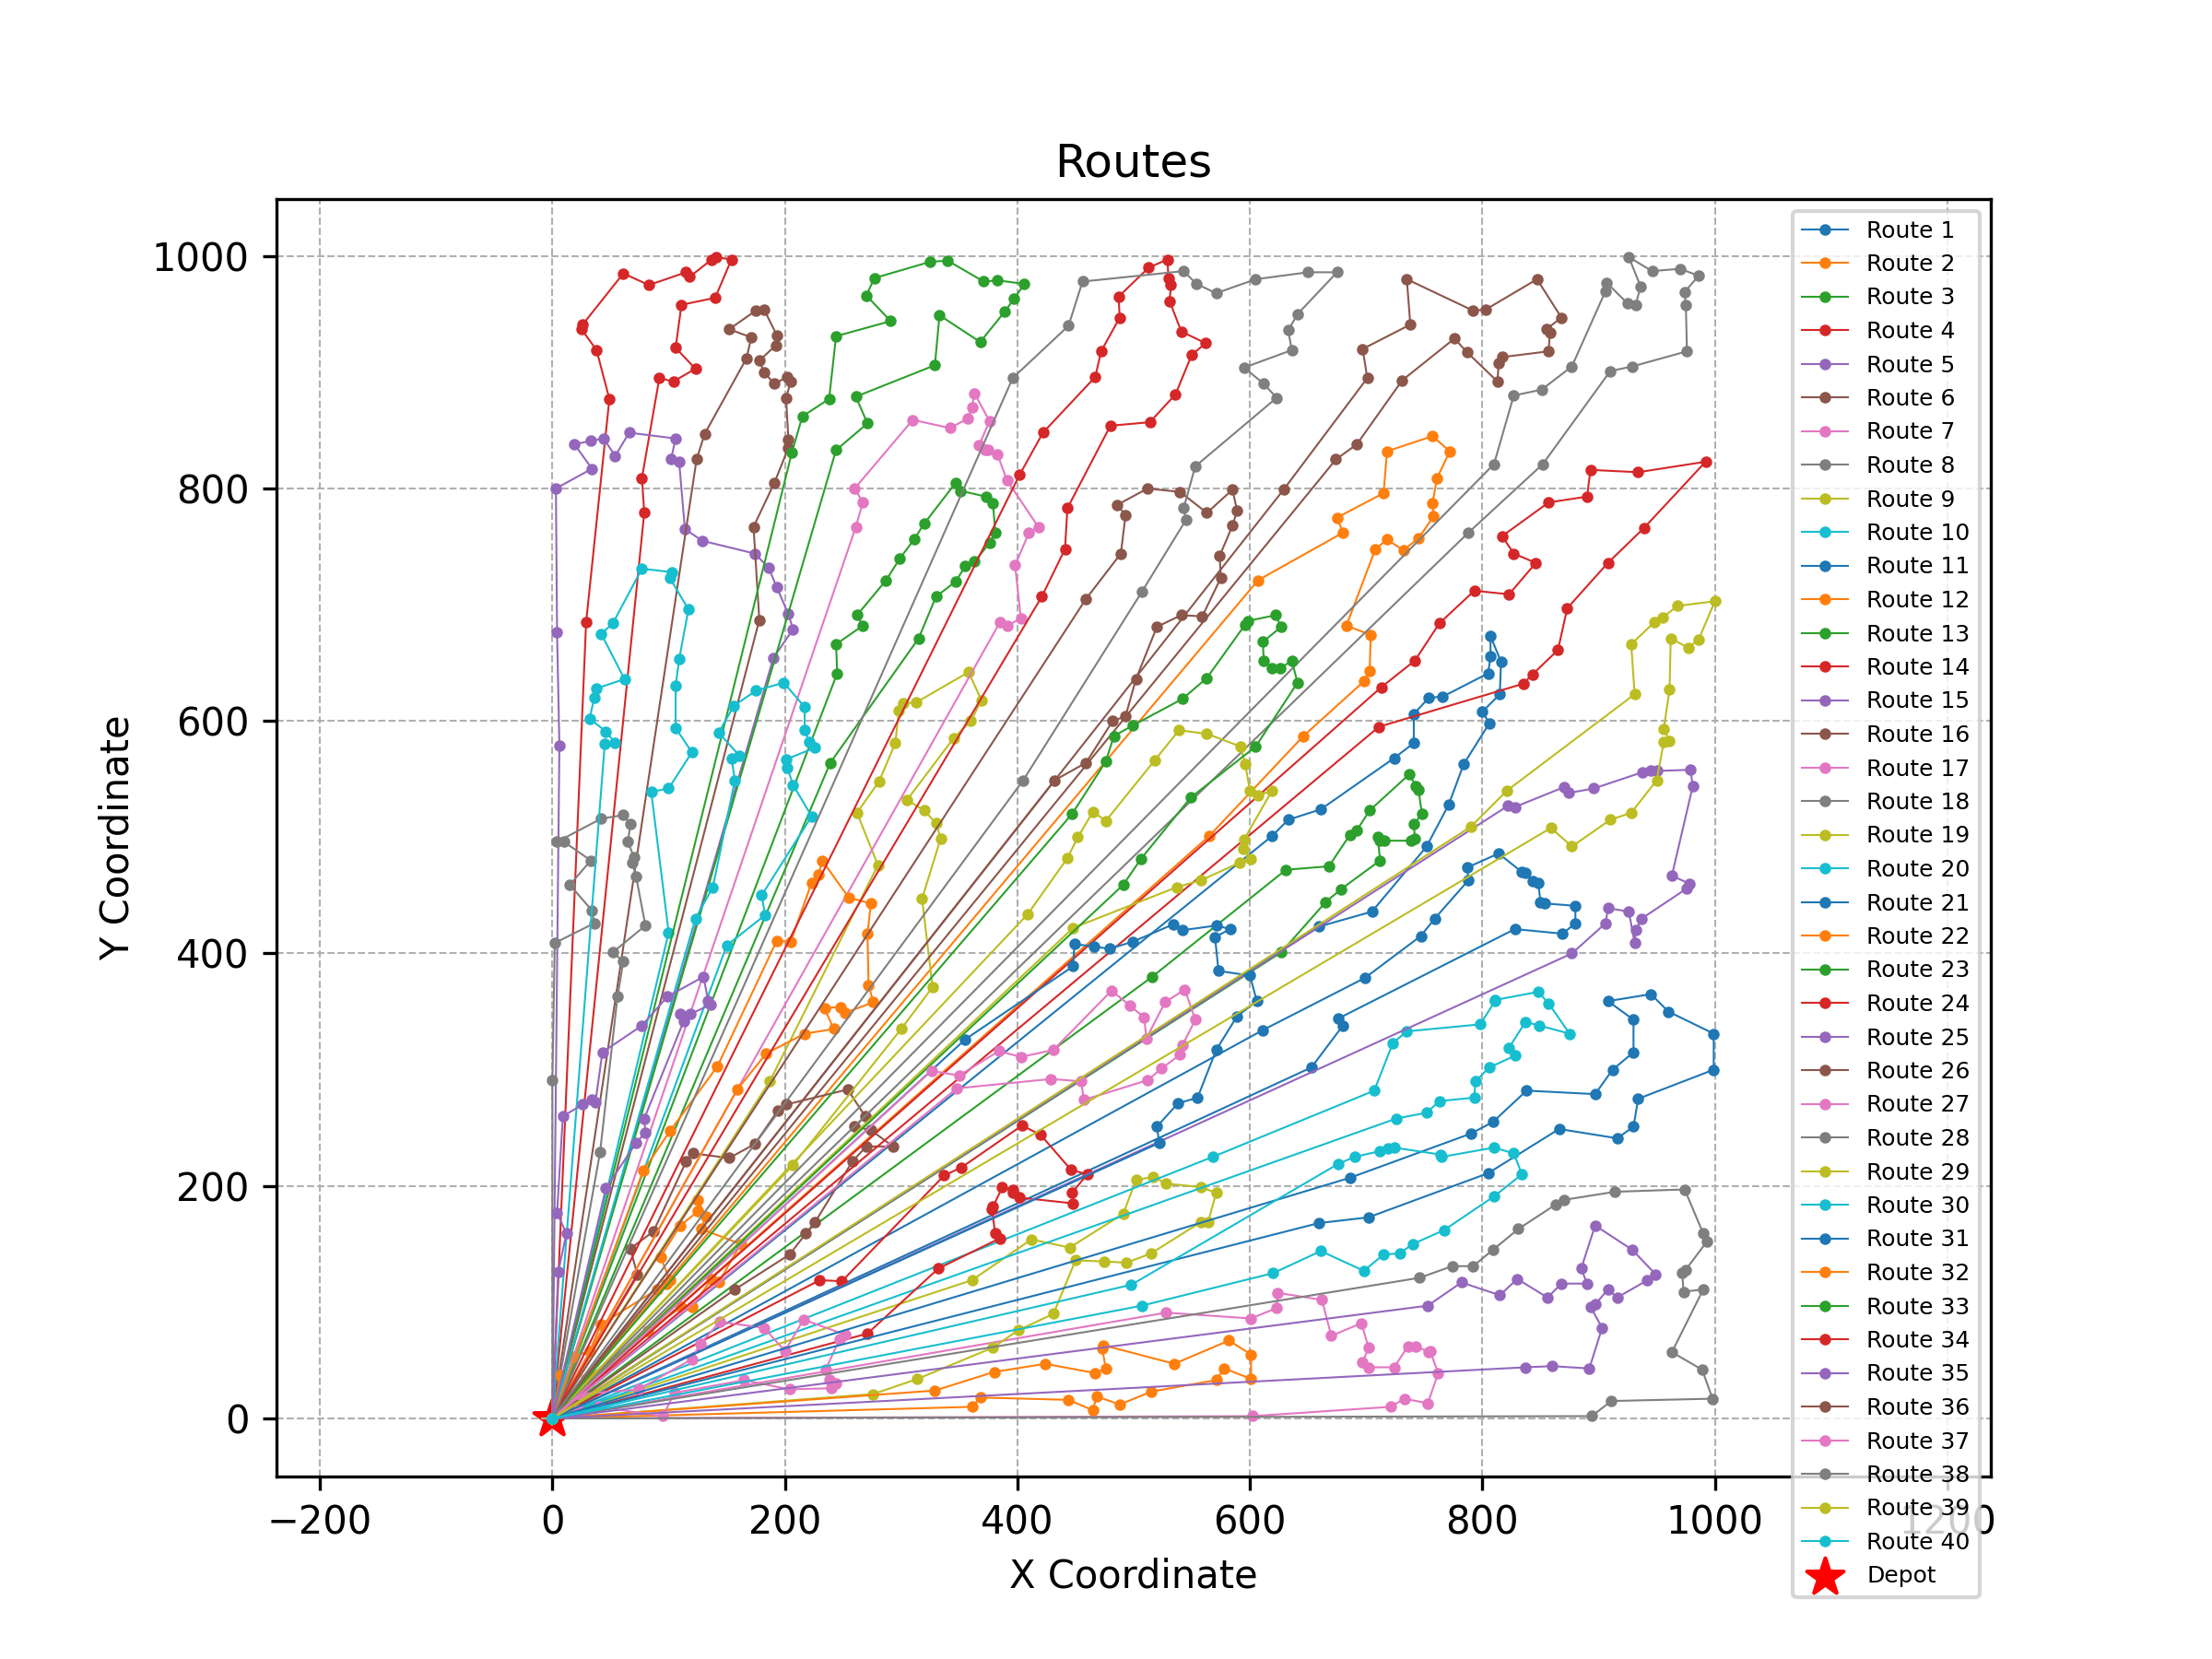 Routes
1000
800
600
400
200
0
Y Coordinate
−200
0
200
400
600
800
1000
1200
X Coordinate
Route 1
Route 2
Route 3
Route 4
Route 5
Route 6
Route 7
Route 8
Route 9
Route 10
Route 11
Route 12
Route 13
Route 14
Route 15
Route 16
Route 17
Route 18
Route 19
Route 20
Route 21
Route 22
Route 23
Route 24
Route 25
Route 26
Route 27
Route 28
Route 29
Route 30
Route 31
Route 32
Route 33
Route 34
Route 35
Route 36
Route 37
Route 38
Route 39
Route 40
Depot